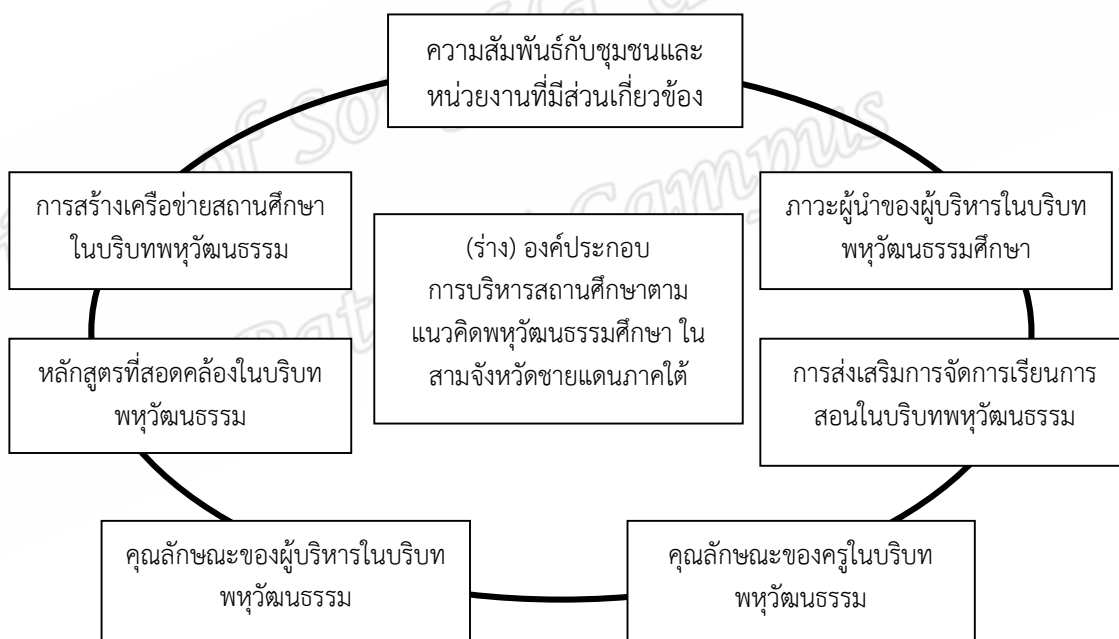 ความสัมพันธ์กับชุมชนและ
หน่วยงานที่มีส่วนเกี่ยวข้อง
การสร้างเครือข่ายสถานศึกษา
ในบริบทพหุวัฒนธรรม
ภาวะผู้นำของผู้บริหารในบริบท
พหุวัฒนธรรมศึกษา
(ร่าง) องค์ประกอบ
การบริหารสถานศึกษาตาม
แนวคิดพหุวัฒนธรรมศึกษา ใน
สามจังหวัดชายแดนภาคใต้
หลักสูตรที่สอดคล้องในบริบท
พหุวัฒนธรรม
การส่งเสริมการจัดการเรียนการ
สอนในบริบทพหุวัฒนธรรม
คุณลักษณะของผู้บริหารในบริบท
พหุวัฒนธรรม
คุณลักษณะของครูในบริบท
พหุวัฒนธรรม
Campus